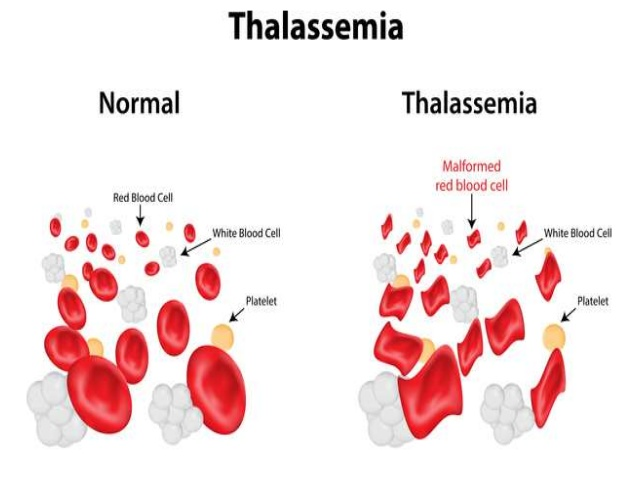 Thalassemia
Normal
Thalassemia
Malformed
red blood cell
Red Blood Cell
White Blood Cell
White Blood Cell
Platelet
Platelet